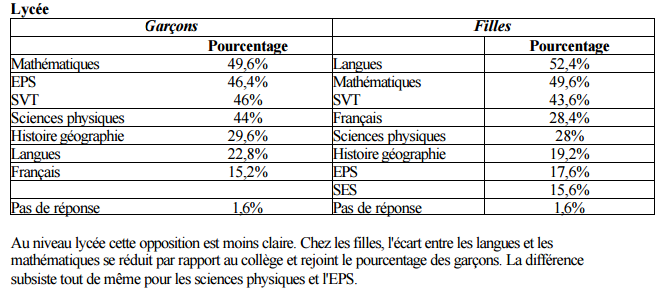 Lycée
Garçons Filles
Pourcentage Pourcentage
Mathématiques 49,6% Langues 52,4%
EPS 46,4% Mathématiques 49,6%
SVT 46% SVT 43,6%
Sciences physiques 44% Français 28,4%
Histoire géographie 29,6% Sciences physiques 28%
Langues 22,8% Histoire géographie 19,2%
Français 15,2% EPS 17,6%
SES 15,6%
Pas de réponse 1,6% Pas de réponse 1,6%
Au niveau lycée cette opposition est moins claire. Chez les filles, l'écart entre les langues et les
mathématiques se réduit par rapport au collège et rejoint le pourcentage des garçons. La différence
subsiste tout de même pour les sciences physiques et l'EPS.